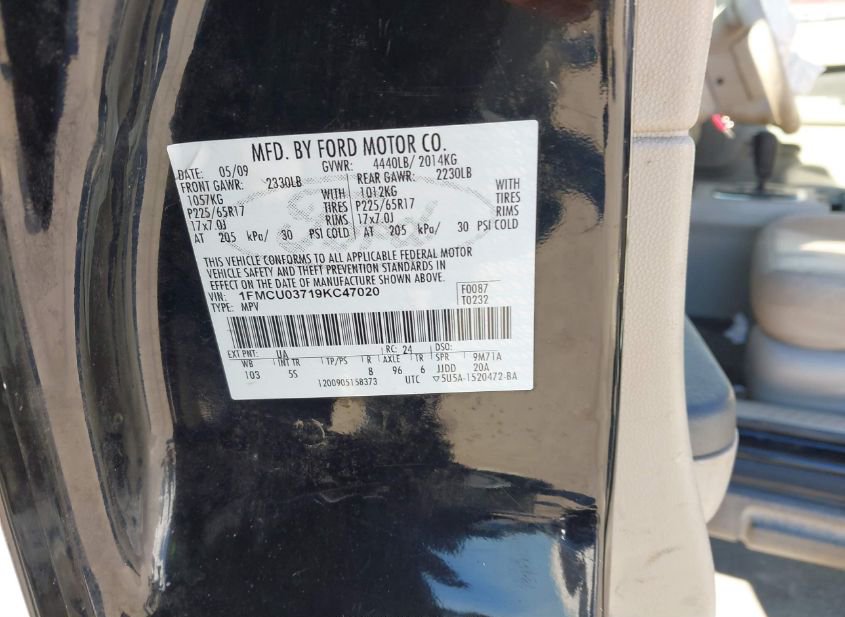 MFD. BY FORD MOTOR CO.
DATE: 05/09 GVWR: 4440LB/ 2014KG
FRONT GAWR: 2330LB REAR GAWR: 2230LB
1057KG WITH 1012KG WITH
P225/65R17 TIRES P225/65R17 TIRES
17x7.0J RIMS 17x7.0J RIMS
AT 205 kPa/ 30 PSI COLD AT 205 kPa/ 30 PSI COLD
THIS VEHICLE CONFORMS TO ALL APPLICABLE FEDERAL MOTOR
VEHICLE SAFETY AND THEFT PREVENTION STANDARDS IN
EFFECT ON THE DATE OF MANUFACTURE SHOWN ABOVE.
VIN: 1FMCU03719KC47020 F0087
TYPE: MPV T0232
EXT PNT: UA RC: 24 DSO:
WB INT TR TP/PS R AXLE TR SPR 9M71A
103 5S 8 96 6 JJDD 20A
1200905158373 UTC ▽5U5A-1520472-BA